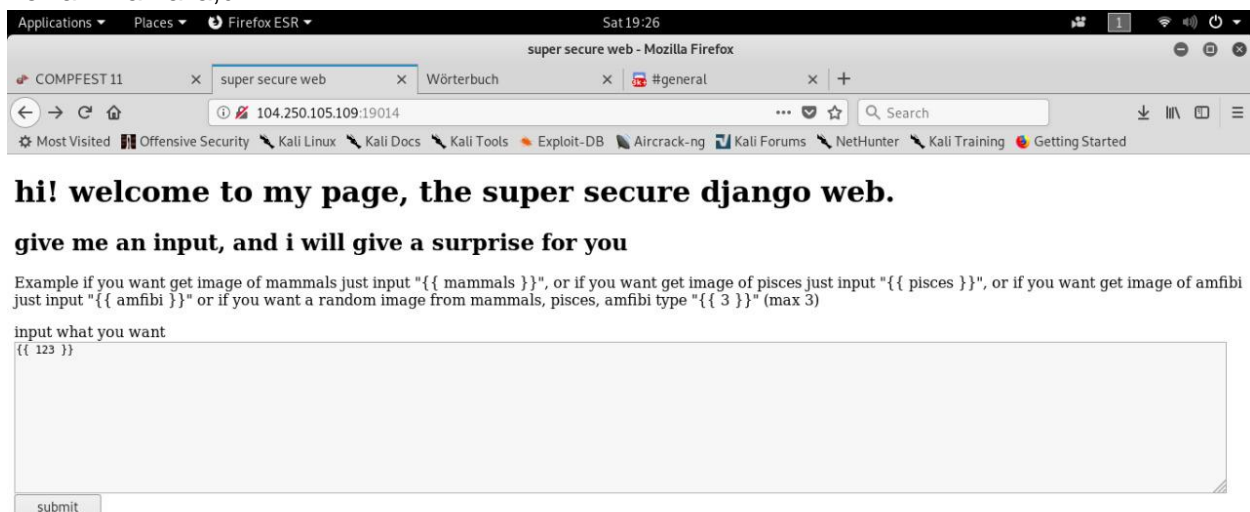 Applications Places Firefox ESR Sat 19:26 1
super secure web - Mozilla Firefox
COMPFEST 11 super secure web Wörterbuch #general
104.250.105.109:19014 Search
Most Visited Offensive Security Kali Linux Kali Docs Kali Tools Exploit-DB Aircrack-ng Kali Forums NetHunter Kali Training Getting Started
hi! welcome to my page, the super secure django web.
give me an input, and i will give a surprise for you
Example if you want get image of mammals just input "{{ mammals }}", or if you want get image of pisces just input "{{ pisces }}", or if you want get image of amfibi
just input "{{ amfibi }}" or if you want a random image from mammals, pisces, amfibi type "{{ 3 }}" (max 3)
input what you want
{{ 123 }}
submit